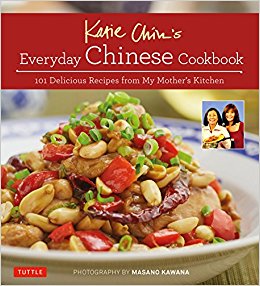 Katie Chin's
Everyday Chinese Cookbook
101 Delicious Recipes from My Mother's Kitchen
TUTTLE
PHOTOGRAPHY BY MASANO KAWANA